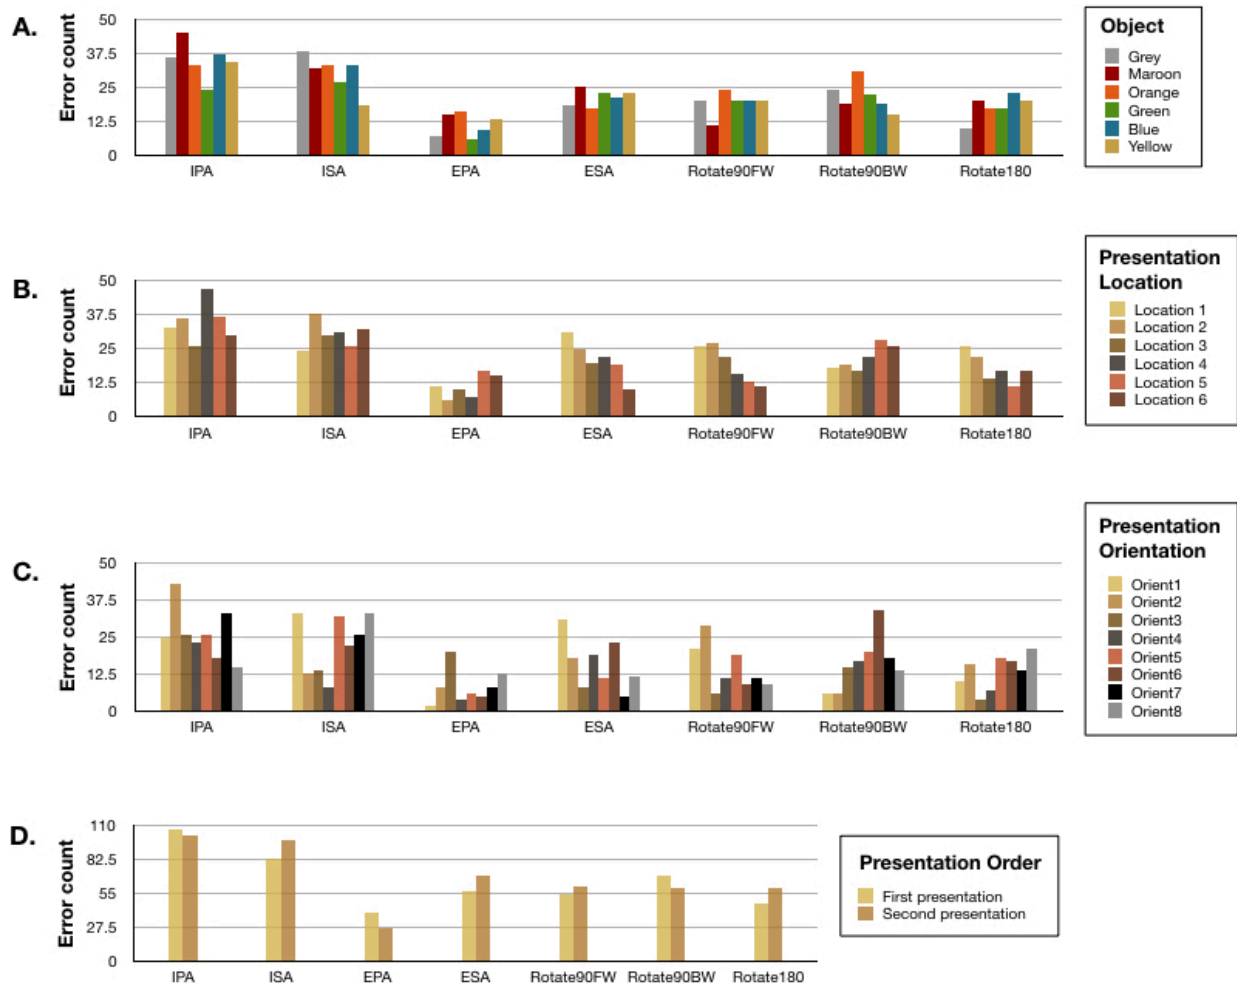 A.
Error count
50
37.5
25
12.5
0
IPA ISA EPA ESA Rotate90FW Rotate90BW Rotate180
Object
Grey
Maroon
Orange
Green
Blue
Yellow
B.
Error count
50
37.5
25
12.5
0
IPA ISA EPA ESA Rotate90FW Rotate90BW Rotate180
Presentation
Location
Location 1
Location 2
Location 3
Location 4
Location 5
Location 6
C.
Error count
50
37.5
25
12.5
0
IPA ISA EPA ESA Rotate90FW Rotate90BW Rotate180
Presentation
Orientation
Orient1
Orient2
Orient3
Orient4
Orient5
Orient6
Orient7
Orient8
D.
Error count
110
82.5
55
27.5
0
IPA ISA EPA ESA Rotate90FW Rotate90BW Rotate180
Presentation Order
First presentation
Second presentation